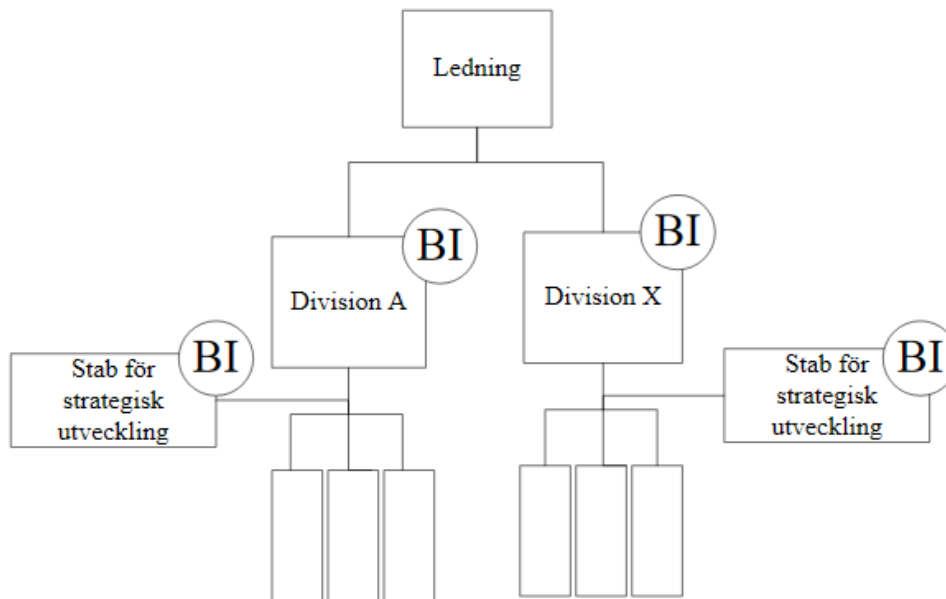 Ledning
BI
BI
Division A
Division X
BI
BI
Stab för
strategisk
utveckling
Stab för
strategisk
utveckling